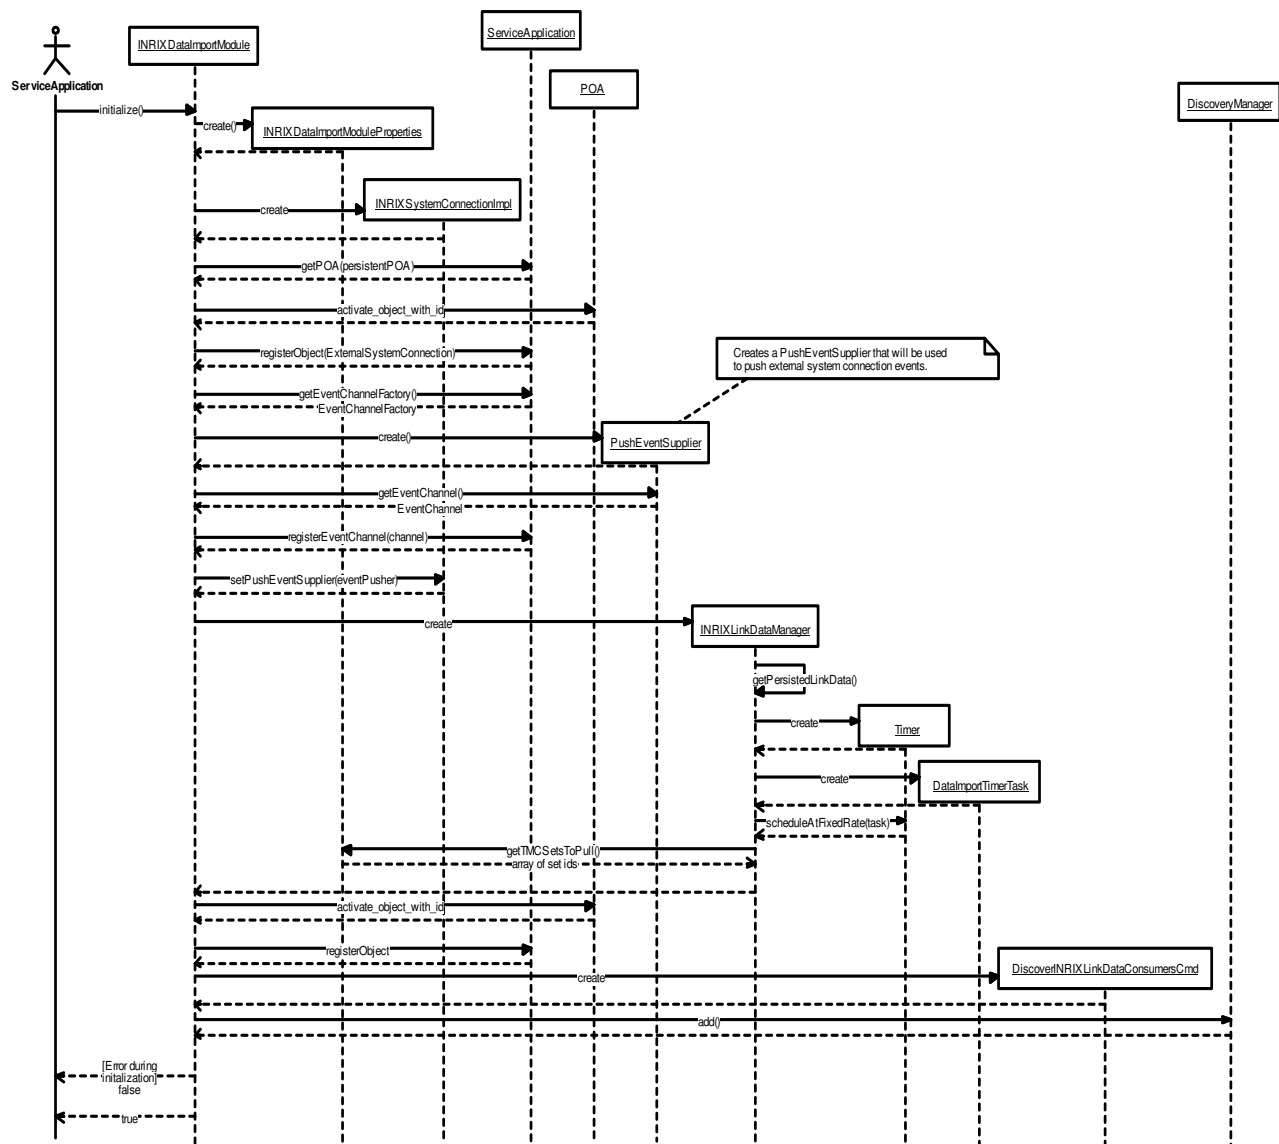 ServiceApplication
INRIXDataImportModule
ServiceApplication
POA
DiscoveryManager
initialize()
create()
INRIXDataImportModuleProperties
create
INRIXSystemConnectionImpl
getPOA(persistentPOA)
activate_object_with_id
registerObject(ExternalSystemConnection)
Creates a PushEventSupplier that will be used
to push external system connection events.
getEventChannelFactory()
EventChannelFactory
create()
PushEventSupplier
getEventChannel()
EventChannel
registerEventChannel(channel)
setPushEventSupplier(eventPusher)
create
INRIXLinkDataManager
getPersistedLinkData()
create
Timer
create
DataImportTimerTask
scheduleAtFixedRate(task)
getTMCSetsToPull()
array of set ids
activate_object_with_id
registerObject
create
DiscoverINRIXLinkDataConsumersCmd
add()
[Error during
initalization]
false
true